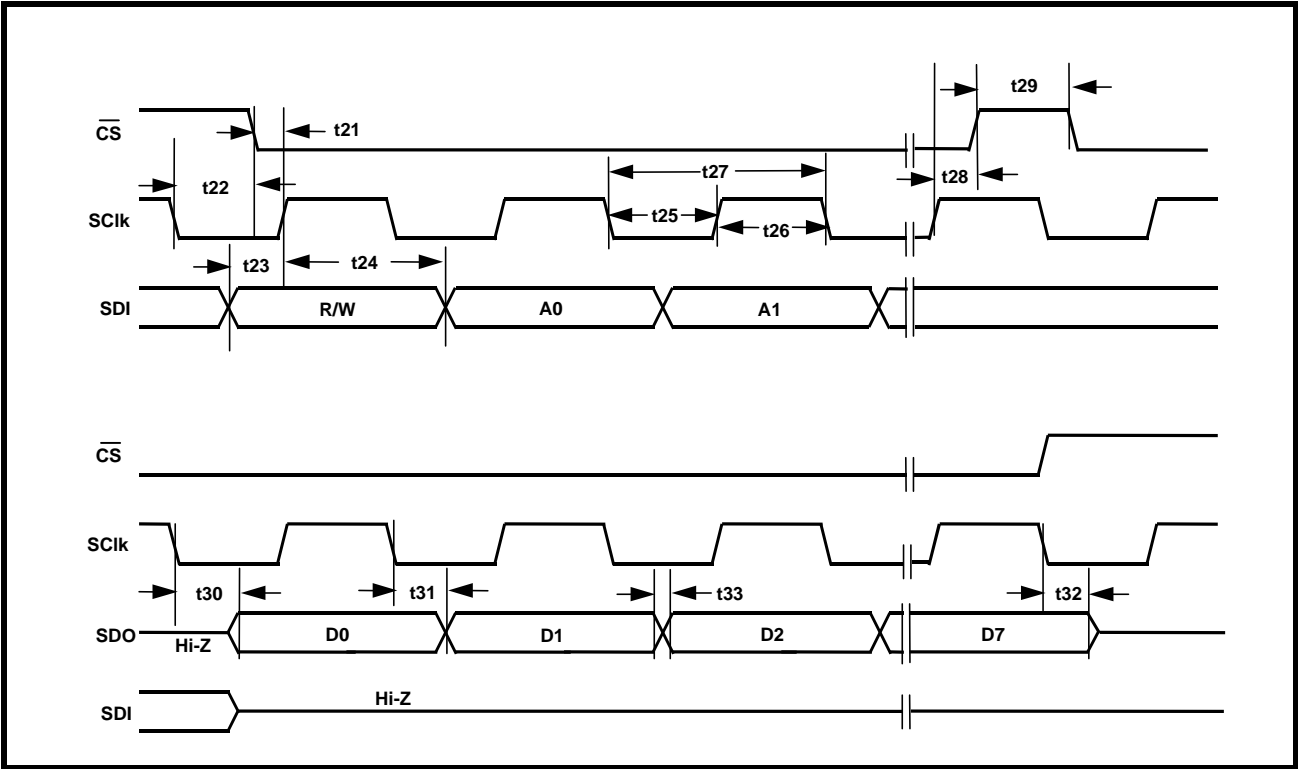 t29
CS
t21
t27
t22
t28
SClk
t25
t26
t23
t24
SDI
R/W
A0
A1
CS
SClk
t30
t31
t33
t32
SDO
Hi-Z
D0
D1
D2
D7
Hi-Z
SDI